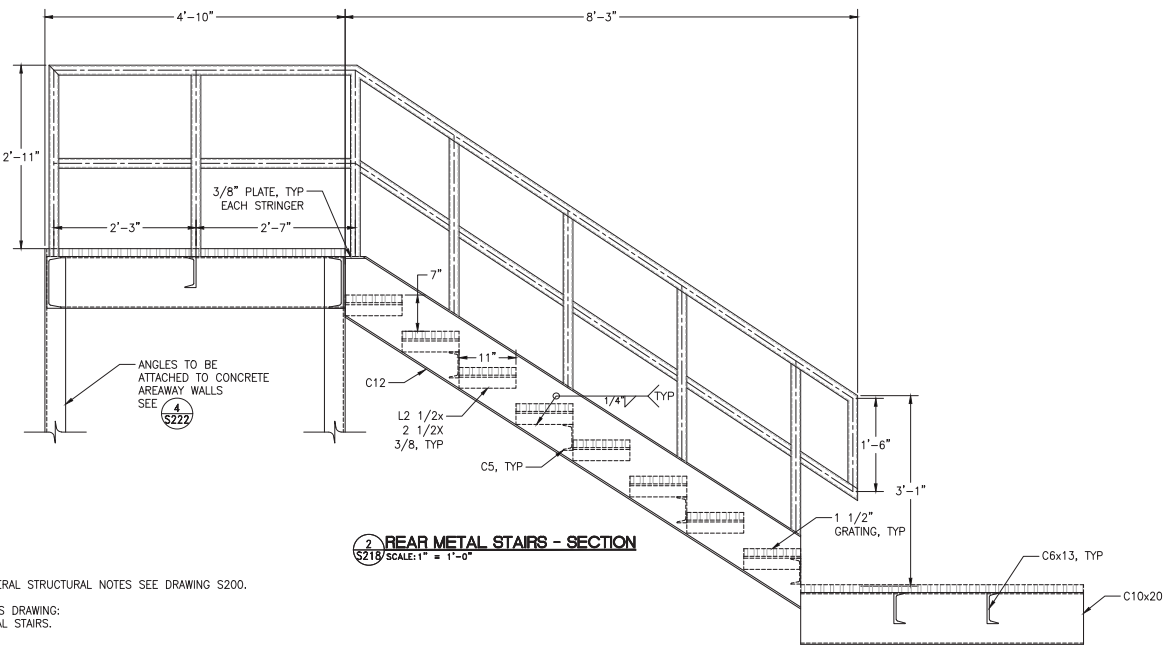 4'-10"
8'-3"
2'-11"
3/8" PLATE, TYP
EACH STRINGER
2'-3"
2'-7"
7"
ANGLES TO BE
ATTACHED TO CONCRETE
AREAWAY WALLS
SEE
4
S222
C12
11"
L2 1/2x
2 1/2X
3/8, TYP
1/4"
TYP
C5, TYP
1'-6"
3'-1"
1 1/2"
GRATING, TYP
2
S218
REAR METAL STAIRS - SECTION
SCALE: 1" = 1'-0"
C6x13, TYP
C10x20
ERAL STRUCTURAL NOTES SEE DRAWING S200.
S DRAWING:
AL STAIRS.